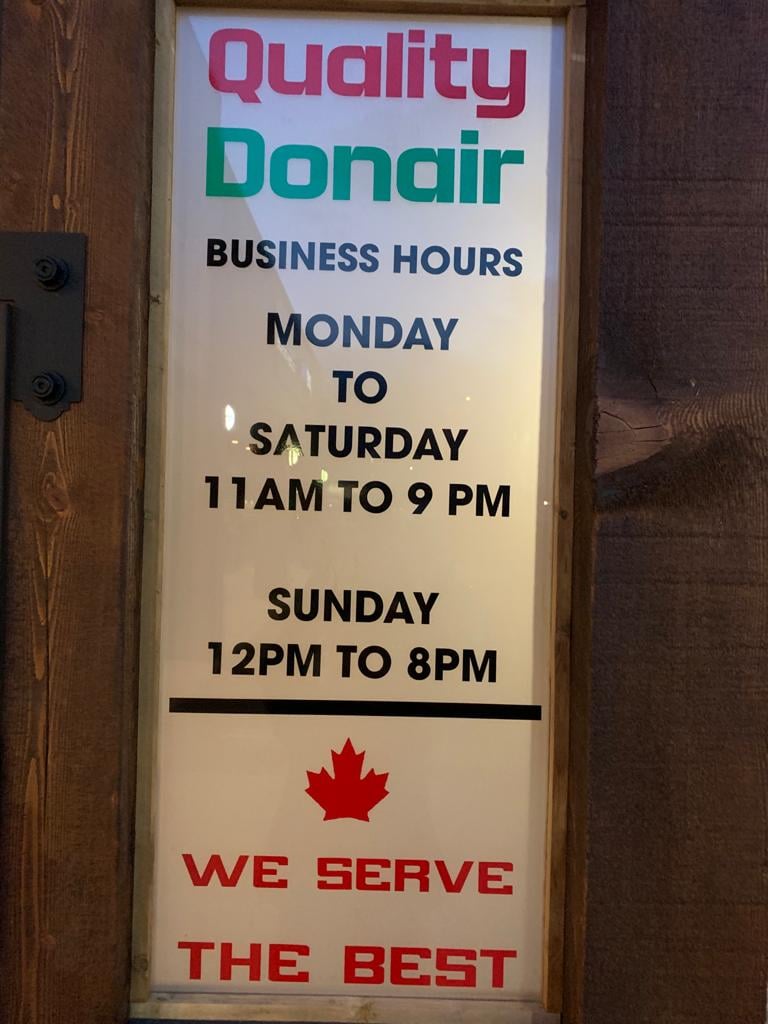 Quality
Donair
BUSINESS HOURS
MONDAY
TO
SATURDAY
11AM TO 9 PM
SUNDAY
12PM TO 8PM
WE SERVE
THE BEST